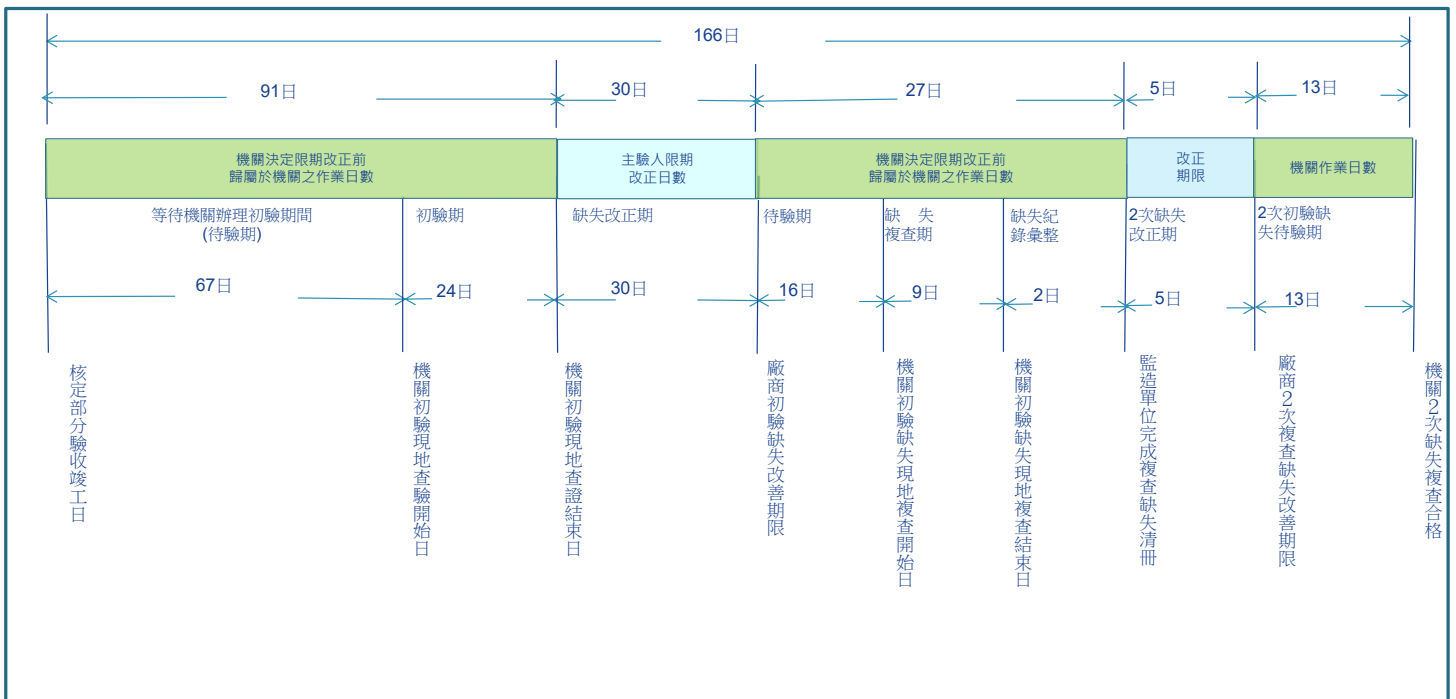 166日
91日
30日
27日
5日
13日
機關決定限期改正前
歸屬於機關之作業日數
主驗人限期
改正日數
機關決定限期改正前
歸屬於機關之作業日數
改正
期限
機關作業日數
等待機關辦理初驗期間
(待驗期)
初驗期
缺失改正期
待驗期
缺 失
複查期
缺失紀
錄彙整
2次缺失
改正期
2次初驗缺
失待驗期
67日
24日
30日
16日
9日
2日
5日
13日
核定部分驗收竣工日
機關初驗現地查驗開始日
機關初驗現地查證結束日
廠商初驗缺失改善期限
機關初驗缺失現地複查開始日
機關初驗缺失現地複查結束日
監造單位完成複查缺失清冊
廠商2次複查缺失改善期限
機關2次缺失複查合格